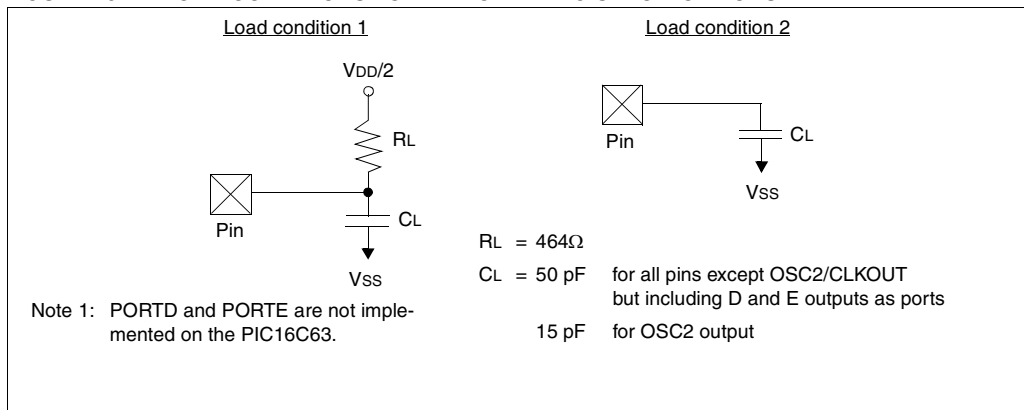 Load condition 1
VDD/2
RL
Pin
CL
VSS
Note 1: PORTD and PORTE are not imple-
mented on the PIC16C63.
Load condition 2
Pin
CL
VSS
RL = 464Ω
CL = 50 pF for all pins except OSC2/CLKOUT
but including D and E outputs as ports
15 pF for OSC2 output